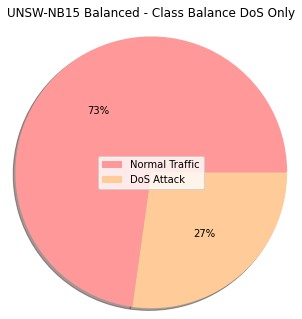 UNSW-NB15 Balanced - Class Balance DoS Only
73%
Normal Traffic
DoS Attack
27%